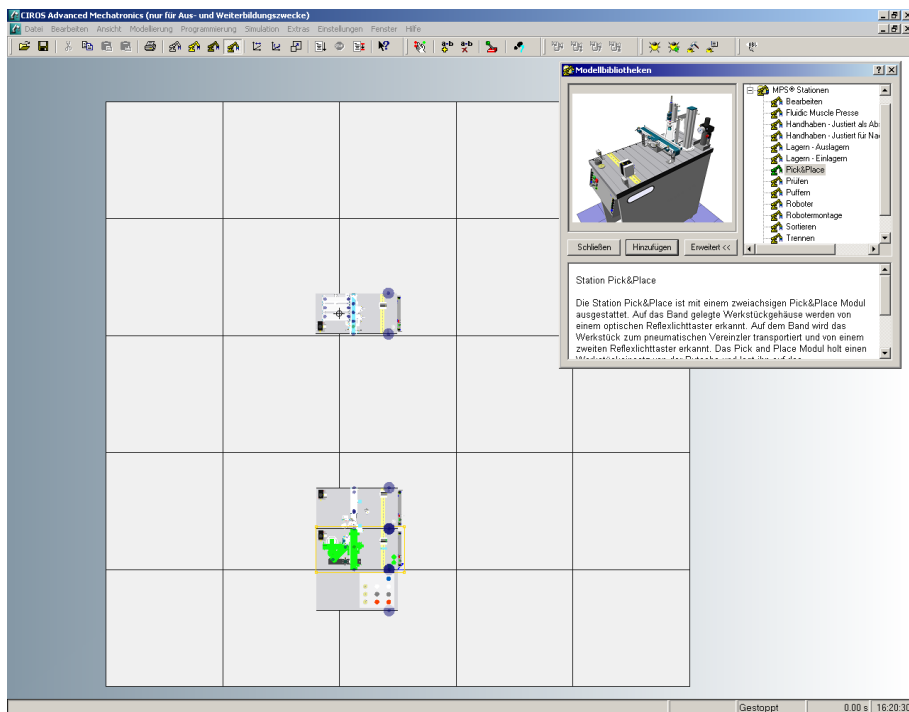 CIROS Advanced Mechatronics (nur für Aus- und Weiterbildungszwecke)
Datei Bearbeiten Ansicht Modellierung Programmierung Simulation Extras Einstellungen Fenster Hilfe
Modellbibliotheken
MPS® Stationen
Bearbeiten
Fluidic Muscle Presse
Handhaben - Justiert als Abs
Handhaben - Justiert für Na
Lagern - Auslagern
Lagern - Einlagern
Pick&Place
Prüfen
Puffern
Roboter
Robotermontage
Sortieren
Trennen
Schließen Hinzufügen Erweitert <<
Station Pick&Place
Die Station Pick&Place ist mit einem zweiachsigen Pick&Place Modul
ausgestattet. Auf das Band gelegte Werkstückgehäuse werden von
einem optischen Reflexlichttaster erkannt. Auf dem Band wird das
Werkstück zum pneumatischen Vereinzler transportiert und von einem
zweiten Reflexlichttaster erkannt. Das Pick and Place Modul holt einen
Gestoppt 0.00 s 16:20:30